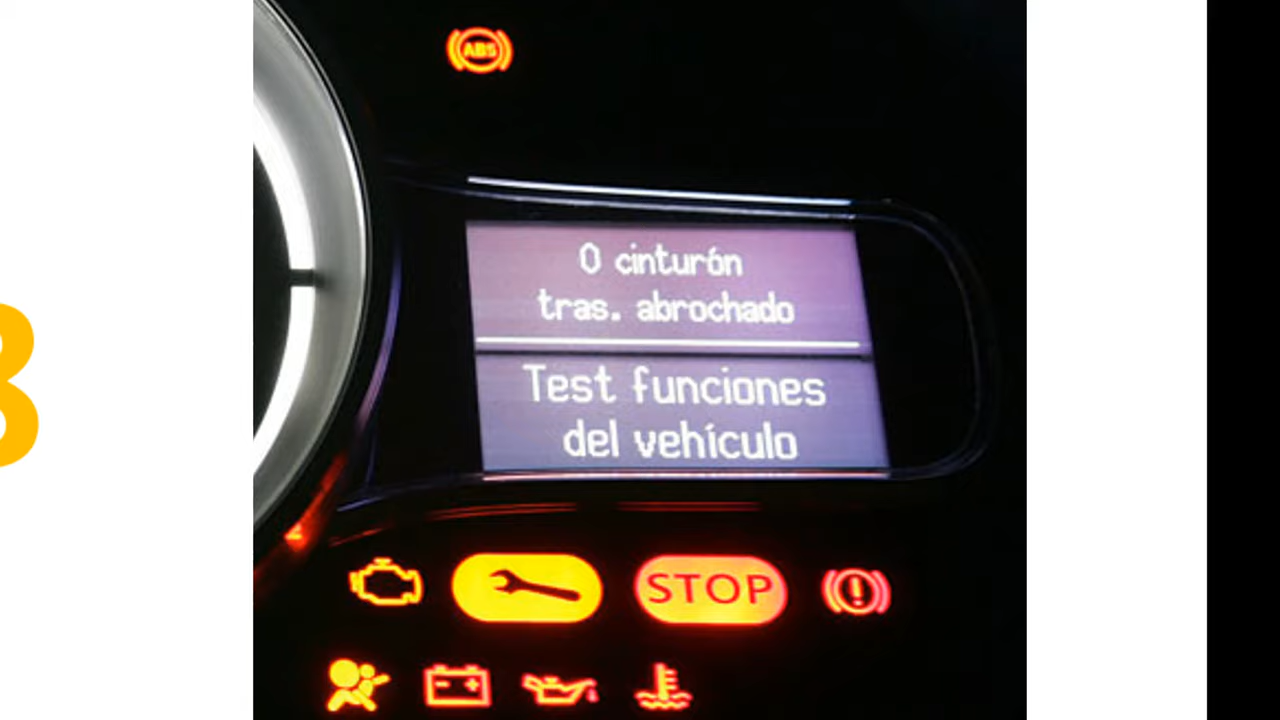 ABS
0 cinturón
tras. abrochado
Test funciones
del vehículo
STOP